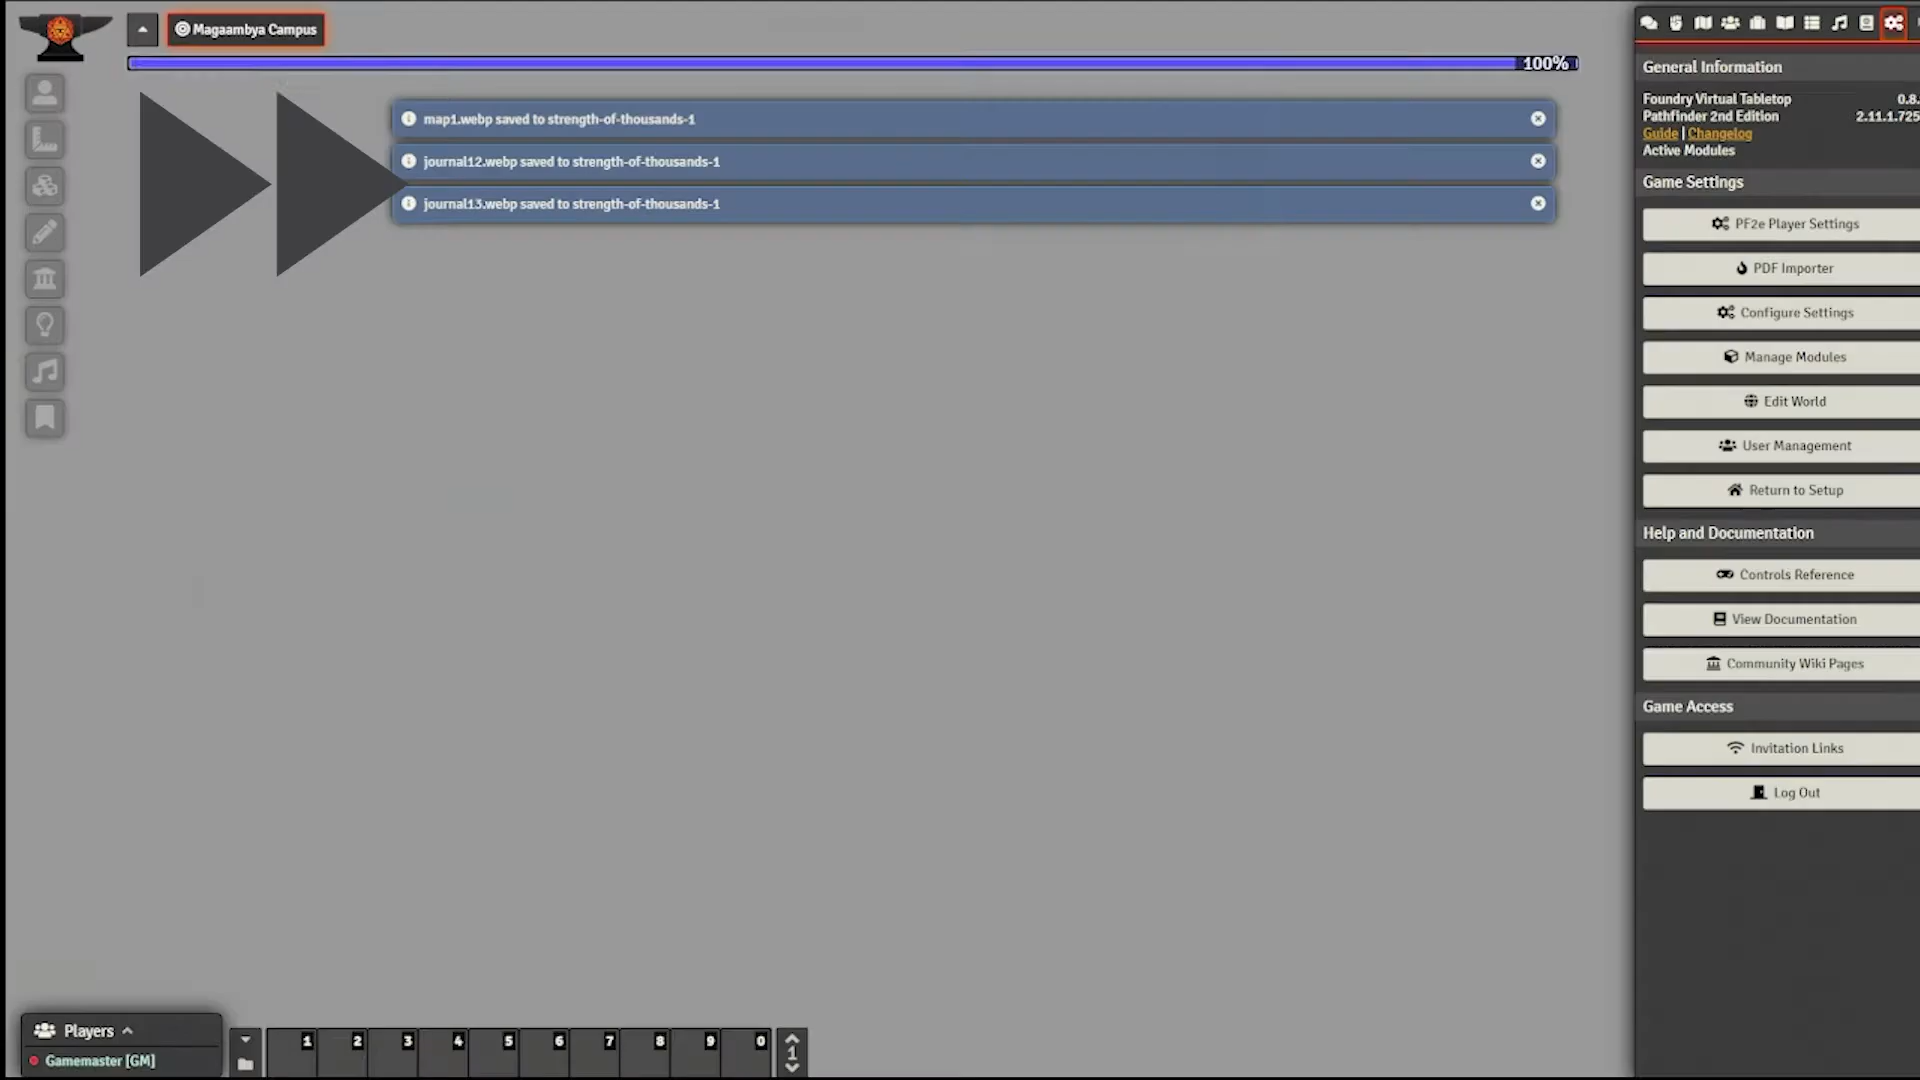 Magaambya Campus
100%
map1.webp saved to strength-of-thousands-1
journal12.webp saved to strength-of-thousands-1
journal13.webp saved to strength-of-thousands-1
General Information
Foundry Virtual Tabletop 0.8.
Pathfinder 2nd Edition 2.11.1.725
Guide | Changelog
Active Modules
Game Settings
PF2e Player Settings
PDF Importer
Configure Settings
Manage Modules
Edit World
User Management
Return to Setup
Help and Documentation
Controls Reference
View Documentation
Community Wiki Pages
Game Access
Invitation Links
Log Out
Players
Gamemaster [GM]
1 2 3 4 5 6 7 8 9 0
1